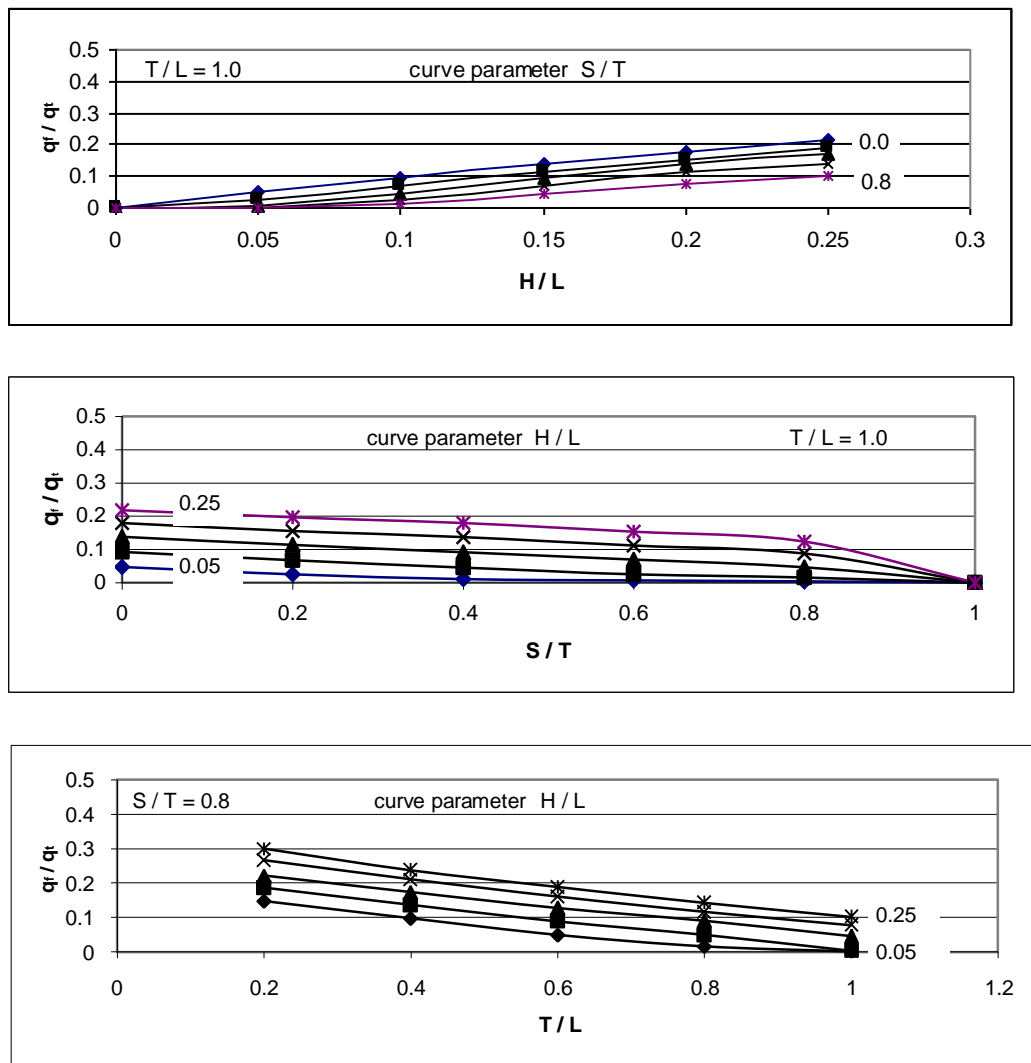 0.5
T / L = 1.0 curve parameter S / T
0.4
0.3
qf / qt
0.2
0.0
0.1
0.8
0
0 0.05 0.1 0.15 0.2 0.25 0.3
H / L
0.5
curve parameter H / L T / L = 1.0
0.4
0.3
qf / qt
0.25
0.2
0.1
0.05
0
0 0.2 0.4 0.6 0.8 1
S / T
0.5
S / T = 0.8 curve parameter H / L
0.4
0.3
qf / qt
0.2
0.25
0.1
0.05
0
0 0.2 0.4 0.6 0.8 1 1.2
T / L